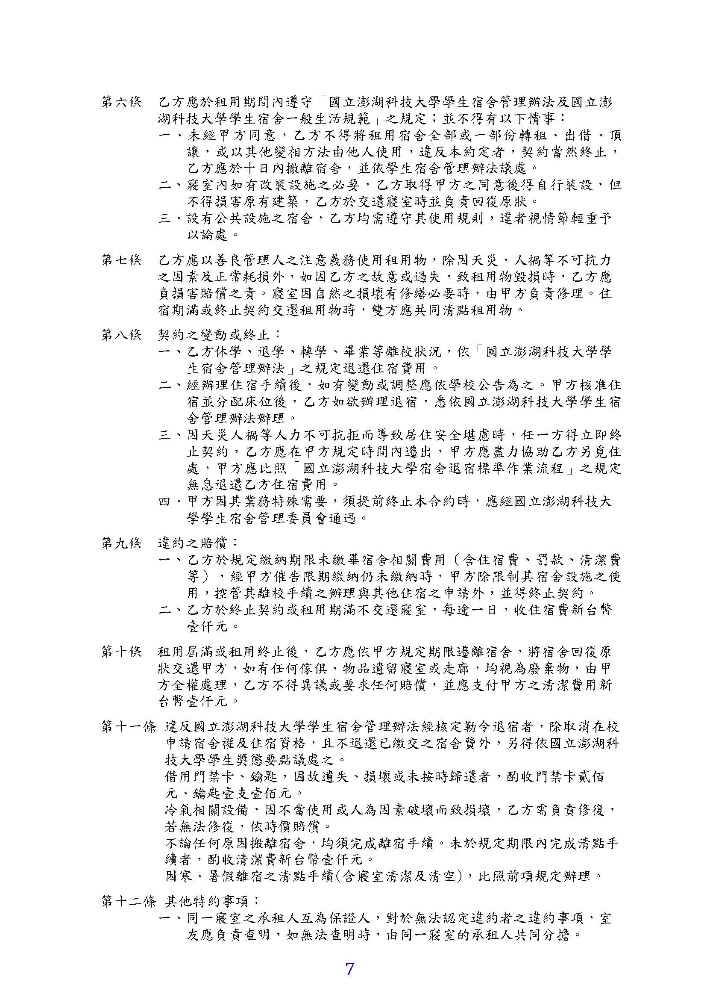 第六條　乙方應於租用期間內遵守「國立澎湖科技大學學生宿舍管理辦法及國立澎
湖科技大學學生宿舍一般生活規範」之規定；並不得有以下情事：
一、未經甲方同意，乙方不得將租用宿舍全部或一部份轉租、出借、頂
讓，或以其他變相方法由他人使用，違反本約定者，契約當然終止，
乙方應於十日內撤離宿舍，並依學生宿舍管理辦法議處。
二、寢室內如有改裝設施之必要，乙方取得甲方之同意後得自行裝設，但
不得損害原有建築，乙方於交還寢室時並負責回復原狀。
三、設有公共設施之宿舍，乙方均需遵守其使用規則，違者視情節輕重予
以論處。
第七條　乙方應以善良管理人之注意義務使用租用物，除因天災、人禍等不可抗力
之因素及正常耗損外，如因乙方之故意或過失，致租用物毀損時，乙方應
負損害賠償之責。寢室因自然之損壞有修繕必要時，由甲方負責修理。住
宿期滿或終止契約交還租用物時，雙方應共同清點租用物。
第八條　契約之變動或終止：
一、乙方休學、退學、轉學、畢業等離校狀況，依「國立澎湖科技大學學
生宿舍管理辦法」之規定退還住宿費用。
二、經辦理住宿手續後，如有變動或調整應依學校公告為之。甲方核准住
宿並分配床位後，乙方如欲辦理退宿，悉依國立澎湖科技大學學生宿
舍管理辦法辦理。
三、因天災人禍等人力不可抗拒而導致居住安全堪慮時，任一方得立即終
止契約，乙方應在甲方規定時間內遷出，甲方應盡力協助乙方另覓住
處，甲方應比照「國立澎湖科技大學宿舍退宿標準作業流程」之規定
無息退還乙方住宿費用。
四、甲方因其業務特殊需要，須提前終止本合約時，應經國立澎湖科技大
學學生宿舍管理委員會通過。
第九條　違約之賠償：
一、乙方於規定繳納期限未繳畢宿舍相關費用（含住宿費、罰款、清潔費
等），經甲方催告限期繳納仍未繳納時，甲方除限制其宿舍設施之使
用，控管其離校手續之辦理與其他住宿之申請外，並得終止契約。
二、乙方於終止契約或租用期滿不交還寢室，每逾一日，收住宿費新台幣
壹仟元。
第十條　租用屆滿或租用終止後，乙方應依甲方規定期限遷離宿舍，將宿舍回復原
狀交還甲方，如有任何傢俱、物品遺留寢室或走廊，均視為廢棄物，由甲
方全權處理，乙方不得異議或要求任何賠償，並應支付甲方之清潔費用新
台幣壹仟元。
第十一條 違反國立澎湖科技大學學生宿舍管理辦法經核定勒令退宿者，除取消在校
申請宿舍權及住宿資格，且不退還已繳交之宿舍費外，另得依國立澎湖科
技大學學生獎懲要點議處之。
借用門禁卡、鑰匙，因故遺失、損壞或未按時歸還者，酌收門禁卡貳佰
元、鑰匙壹支壹佰元。
冷氣相關設備，因不當使用或人為因素破壞而致損壞，乙方需負責修復，
若無法修復，依時價賠償。
不論任何原因搬離宿舍，均須完成離宿手續。未於規定期限內完成清點手
續者，酌收清潔費新台幣壹仟元。
因寒、暑假離宿之清點手續(含寢室清潔及清空)，比照前項規定辦理。
第十二條 其他特約事項：
一、同一寢室之承租人互為保證人，對於無法認定違約者之違約事項，室
友應負責查明，如無法查明時，由同一寢室的承租人共同分擔。
7